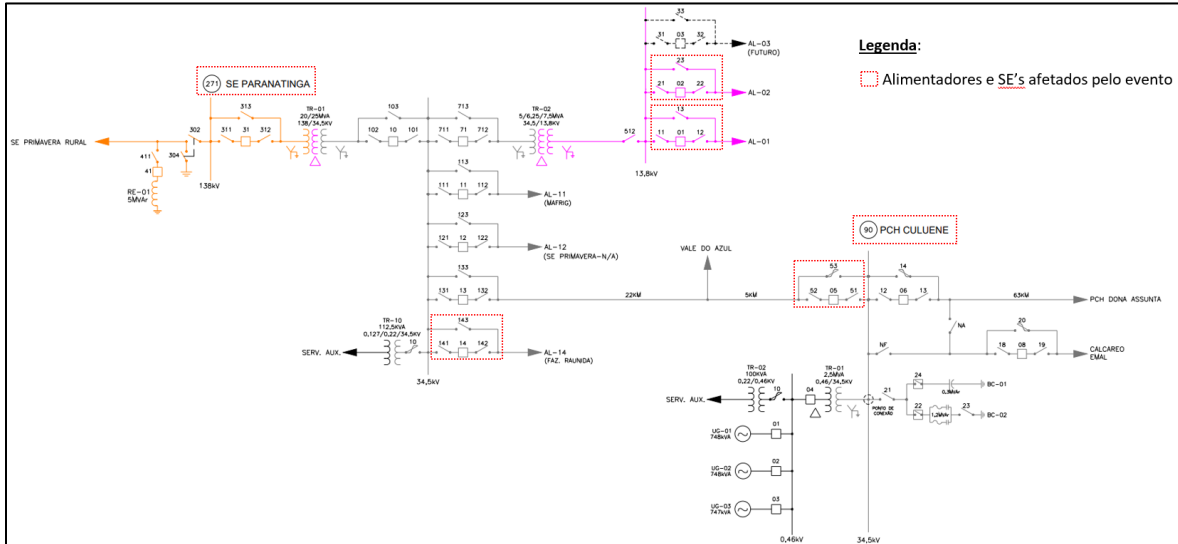 33
31 03 32
AL-03
(FUTURO)
Legenda:
Alimentadores e SE's afetados pelo evento
23
21 02 22
AL-02
13
11 01 12
AL-01
271 SE PARANATINGA
313
TR-01
20/25MVA
138/34,5KV
103
713
TR-02
5/6,25/7,5MVA
34,5/13,8KV
302
311 31 312
102 10 101
711 71 712
512
SE PRIMAVERA RURAL
411
304
41
RE-01
5MVAr
138kV
13,8kV
113
111 11 112
AL-11
(MAFRIG)
123
121 12 122
AL-12
(SE PRIMAVERA-N/A)
133
131 13 132
22KM
VALE DO AZUL
5KM
90 PCH CULUENE
53
52 05 51
14
12 06 13
63KM
PCH DONA ASSUNTA
NA
20
NF
18 08 19
CALCAREO
EMAL
TR-10
112,5KVA
0,127/0,22/34,5KV
SERV. AUX.
10
143
141 14 142
AL-14
(FAZ. RAUNIDA)
34,5kV
TR-02
100KVA
0,22/0,46KV
TR-01
2,5MVA
0,46/34,5KV
SERV. AUX.
10
04
PONTO DE
CONEXÃO
21
24
0,3MVAr
BC-01
22
1,2MVAr
23
BC-02
UG-01
748kVA
01
UG-02
748kVA
02
UG-03
747kVA
03
0,46kV
34,5kV